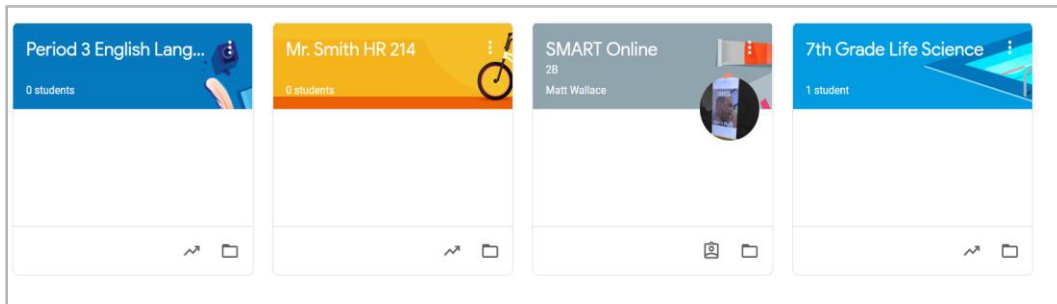 Period 3 English Lang...
0 students
Mr. Smith HR 214
0 students
SMART Online
2B
Matt Wallace
7th Grade Life Science
1 student